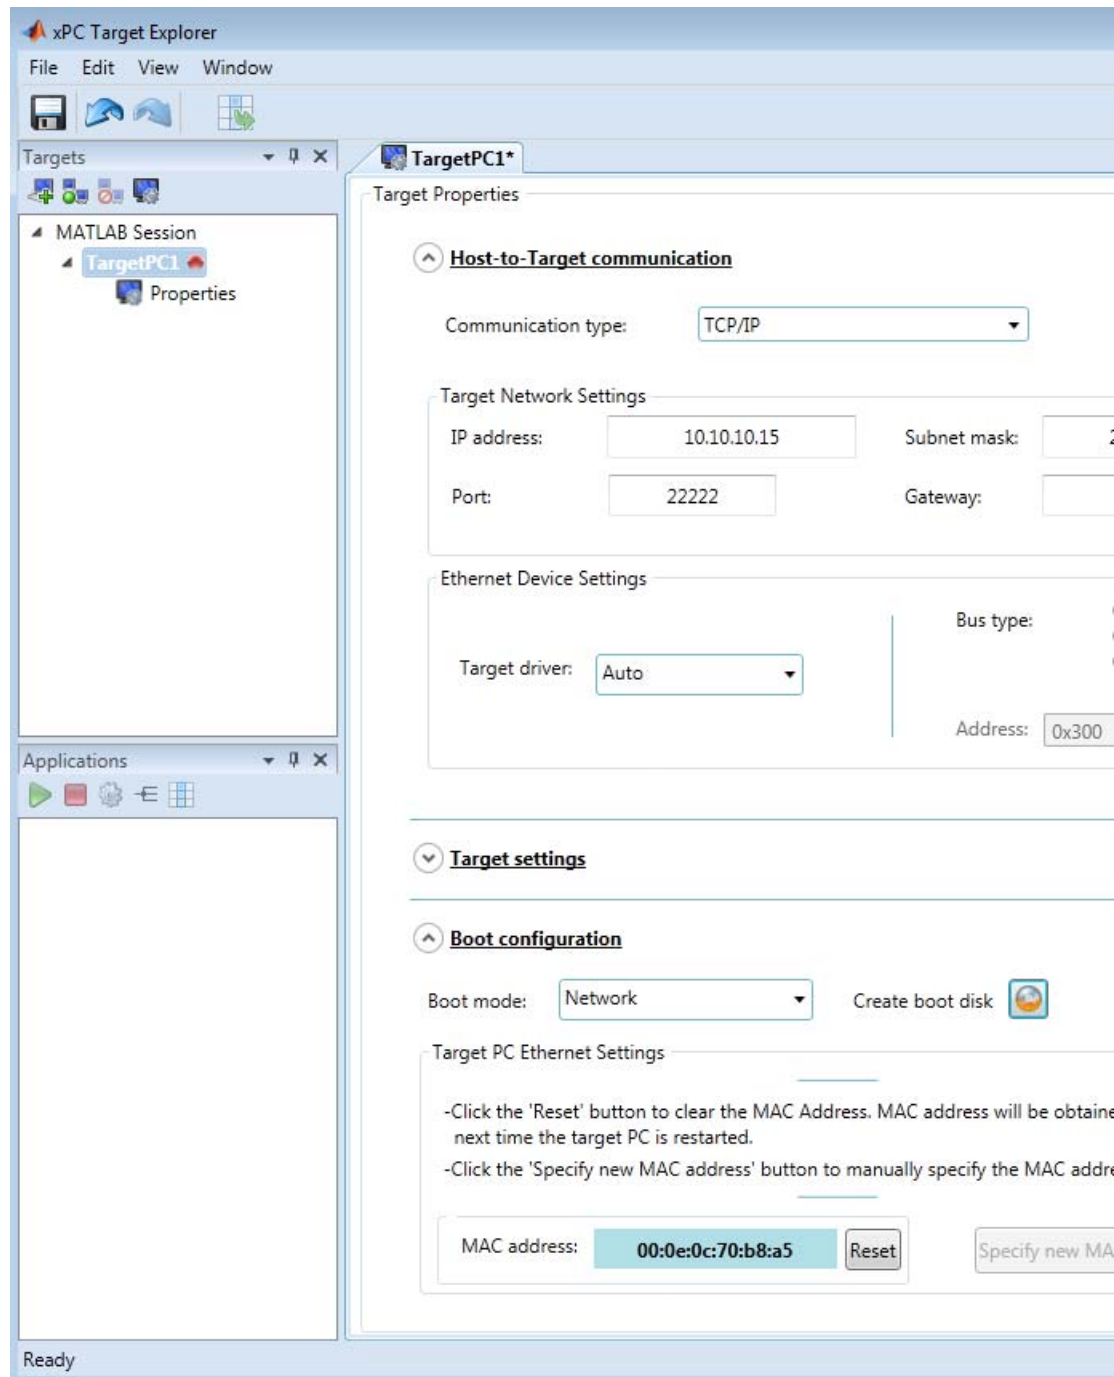 xPC Target Explorer
File Edit View Window
Targets
TargetPC1*
MATLAB Session
TargetPC1
Properties
Target Properties
Host-to-Target communication
Communication type: TCP/IP
Target Network Settings
IP address: 10.10.10.15 Subnet mask: 2
Port: 22222 Gateway:
Ethernet Device Settings
Bus type:
Target driver: Auto
Address: 0x300
Applications
Target settings
Boot configuration
Boot mode: Network Create boot disk
Target PC Ethernet Settings
-Click the 'Reset' button to clear the MAC Address. MAC address will be obtaine
next time the target PC is restarted.
-Click the 'Specify new MAC address' button to manually specify the MAC addre
MAC address: 00:0e:0c:70:b8:a5 Reset Specify new MA
Ready